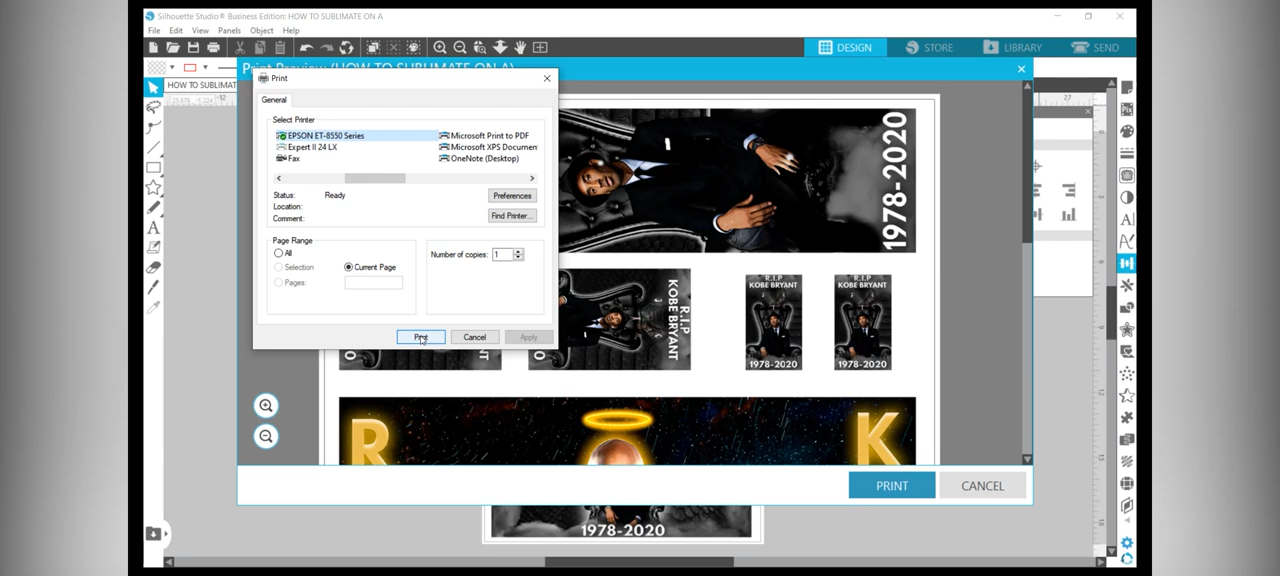 Silhouette Studio® Business Edition: HOW TO SUBLIMATE ON A
File Edit View Panels Object Help
DESIGN STORE LIBRARY SEND
Print Preview (HOW TO SUBLIMATE ON A)
HOW TO SUBLIMAT
Print
General
Select Printer
EPSON ET-8550 Series
Microsoft Print to PDF
Expert II 24 LX
Microsoft XPS Documen
Fax
OneNote (Desktop)
Status: Ready
Preferences
Location:
Comment:
Find Printer...
Page Range
All
Number of copies: 1
Selection
Current Page
Pages:
Print Cancel Apply
1978-2020
R.I.P
KOBE BRYANT
R.I.P
KOBE BRYANT
1978-2020
R.I.P
KOBE BRYANT
1978-2020
R K
PRINT CANCEL
1978-2020